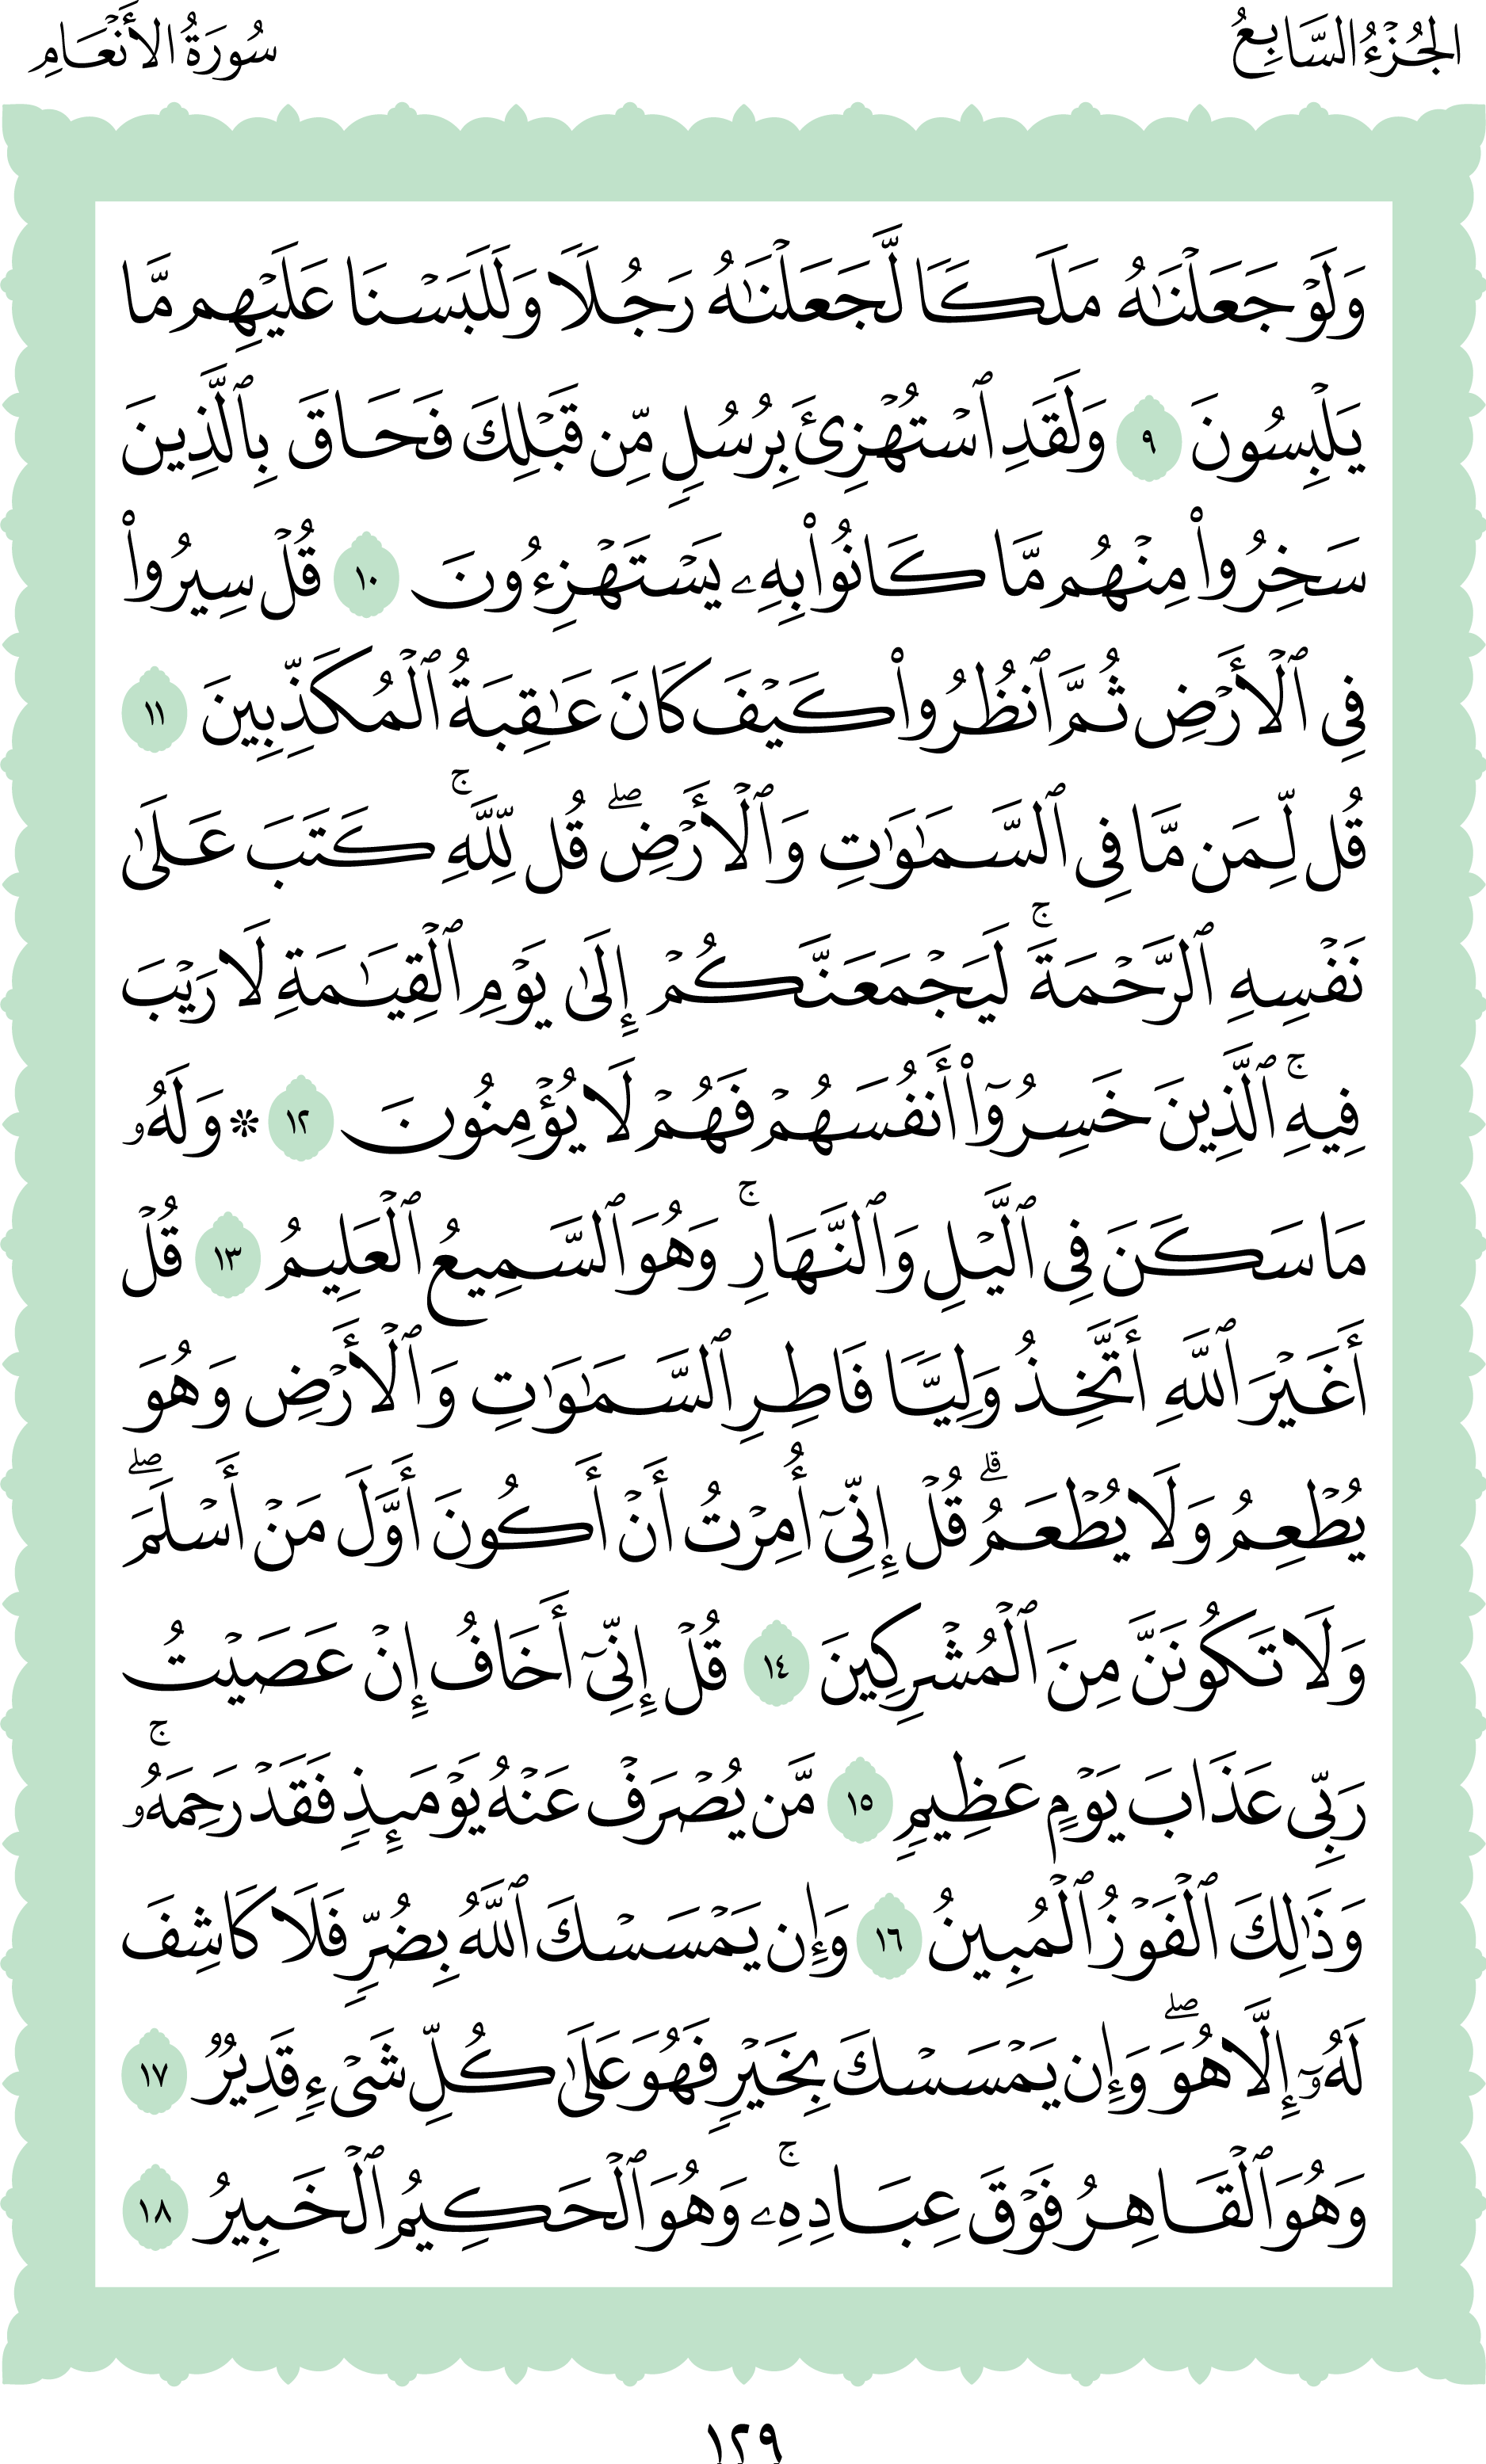 الجُزْءُ السَّابِعُ
سُورَةُ الأَنْعَامِ
وَلَوْ جَعَلْنَٰهُ مَلَكًا لَّجَعَلْنَٰهُ رَجُلًا وَلَلَبَسْنَا عَلَيْهِم مَّا
يَلْبِسُونَ ٩ وَلَقَدِ ٱسْتُهْزِئَ بِرُسُلٍ مِّن قَبْلِكَ فَحَاقَ بِٱلَّذِينَ
سَخِرُوا۟ مِنْهُم مَّا كَانُوا۟ بِهِۦ يَسْتَهْزِءُونَ ١٠ قُلْ سِيرُوا۟
فِى ٱلْأَرْضِ ثُمَّ ٱنظُرُوا۟ كَيْفَ كَانَ عَٰقِبَةُ ٱلْمُكَذِّبِينَ ١١
قُل لِّمَن مَّا فِى ٱلسَّمَٰوَٰتِ وَٱلْأَرْضِۖ قُل لِّلَّهِۚ كَتَبَ عَلَىٰ
نَفْسِهِ ٱلرَّحْمَةَۚ لَيَجْمَعَنَّكُمْ إِلَىٰ يَوْمِ ٱلْقِيَٰمَةِ لَا رَيْبَ
فِيهِۚ ٱلَّذِينَ خَسِرُوٓا۟ أَنفُسَهُمْ فَهُمْ لَا يُؤْمِنُونَ ١٢ ۞ وَلَهُۥ
مَا سَكَنَ فِى ٱلَّيْلِ وَٱلنَّهَارِۚ وَهُوَ ٱلسَّمِيعُ ٱلْعَلِيمُ ١٣ قُلْ
أَغَيْرَ ٱللَّهِ أَتَّخِذُ وَلِيًّا فَاطِرِ ٱلسَّمَٰوَٰتِ وَٱلْأَرْضِ وَهُوَ
يُطْعِمُ وَلَا يُطْعَمُۗ قُلْ إِنِّىٓ أُمِرْتُ أَنْ أَكُونَ أَوَّلَ مَنْ أَسْلَمَۖ
وَلَا تَكُونَنَّ مِنَ ٱلْمُشْرِكِينَ ١٤ قُلْ إِنِّىٓ أَخَافُ إِنْ عَصَيْتُ
رَبِّى عَذَابَ يَوْمٍ عَظِيمٍ ١٥ مَّن يُصْرَفْ عَنْهُ يَوْمَئِذٍ فَقَدْ رَحِمَهُۥۚ
وَذَٰلِكَ ٱلْفَوْزُ ٱلْمُبِينُ ١٦ وَإِن يَمْسَسْكَ ٱللَّهُ بِضُرٍّ فَلَا كَاشِفَ
لَهُۥٓ إِلَّا هُوَۖ وَإِن يَمْسَسْكَ بِخَيْرٍ فَهُوَ عَلَىٰ كُلِّ شَىْءٍ قَدِيرٌ ١٧
وَهُوَ ٱلْقَاهِرُ فَوْقَ عِبَادِهِۦۚ وَهُوَ ٱلْحَكِيمُ ٱلْخَبِيرُ ١٨
١٢٩